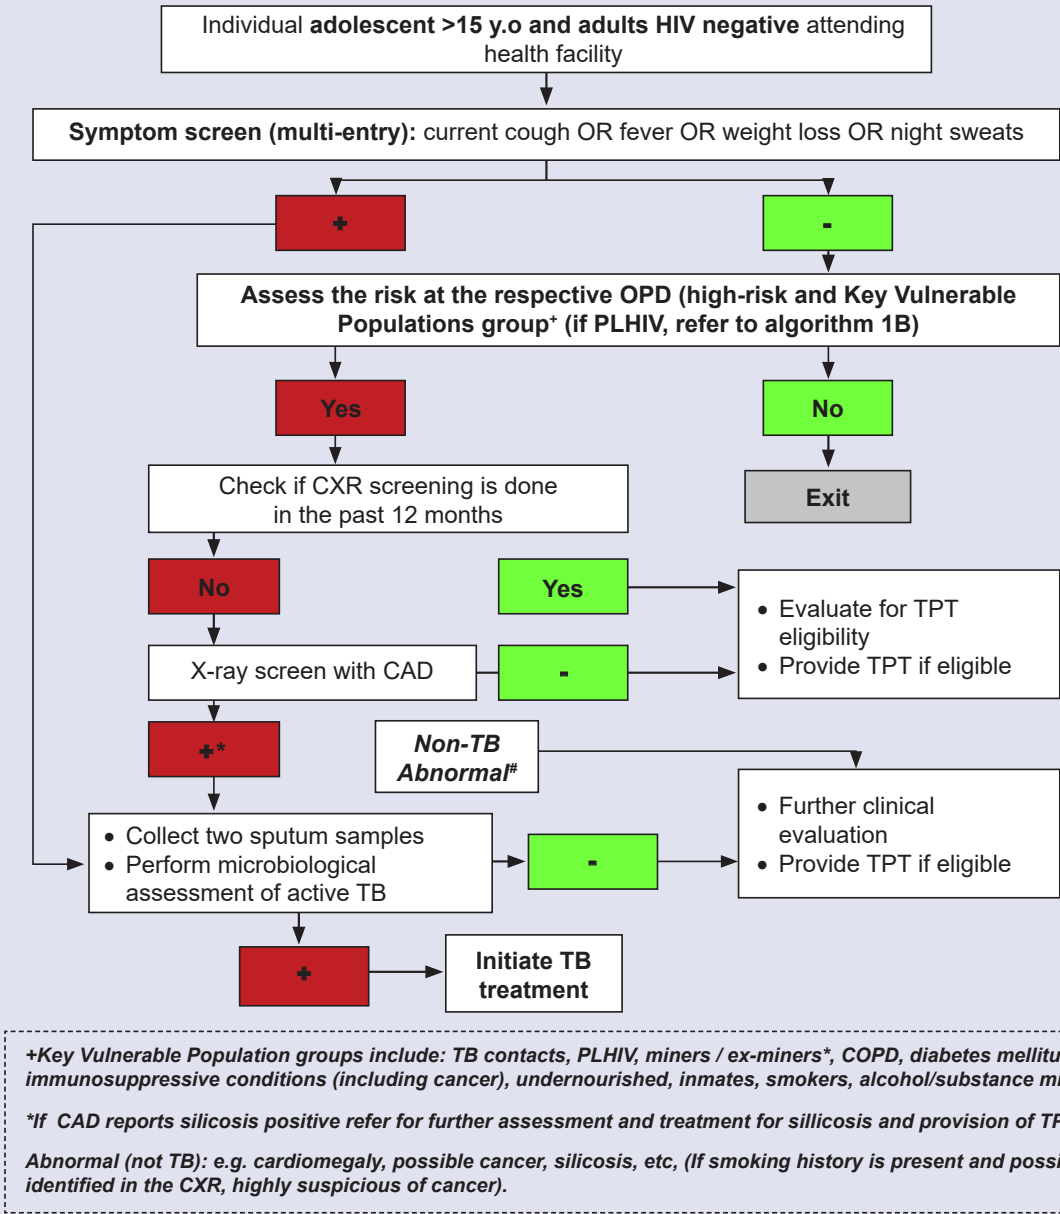 Individual adolescent >15 y.o and adults HIV negative attending
health facility
Symptom screen (multi-entry): current cough OR fever OR weight loss OR night sweats
+
-
Assess the risk at the respective OPD (high-risk and Key Vulnerable
Populations group+ (if PLHIV, refer to algorithm 1B)
Yes
No
Check if CXR screening is done
in the past 12 months
Exit
No
Yes
• Evaluate for TPT
eligibility
• Provide TPT if eligible
X-ray screen with CAD
-
+*
Non-TB
Abnormal#
• Collect two sputum samples
• Perform microbiological
assessment of active TB
-
• Further clinical
evaluation
• Provide TPT if eligible
+
Initiate TB
treatment
+Key Vulnerable Population groups include: TB contacts, PLHIV, miners / ex-miners*, COPD, diabetes
immunosuppressive conditions (including cancer), undernourished, inmates, smokers, alcohol/substance
*If CAD reports silicosis positive refer for further assessment and treatment for sillicosis and provision of
Abnormal (not TB): e.g. cardiomegaly, possible cancer, silicosis, etc, (If smoking history is present and
identified in the CXR, highly suspicious of cancer).